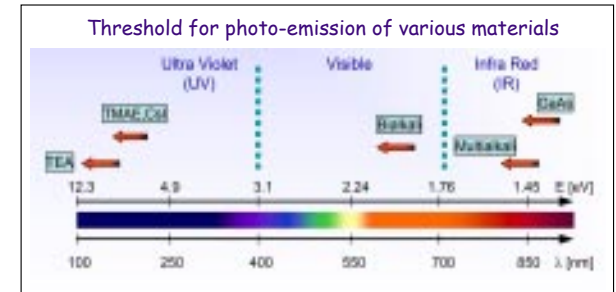 Threshold for photo-emission of various materials
Ultra Violet Visible Infra Red
(UV) (IR)
GaAs
TMAE,CsI
Bialkali
Multialkali
TEA
12.3 4.9 3.1 2.24 1.76 1.45 E [eV]
100 250 400 550 700 850 λ [nm]